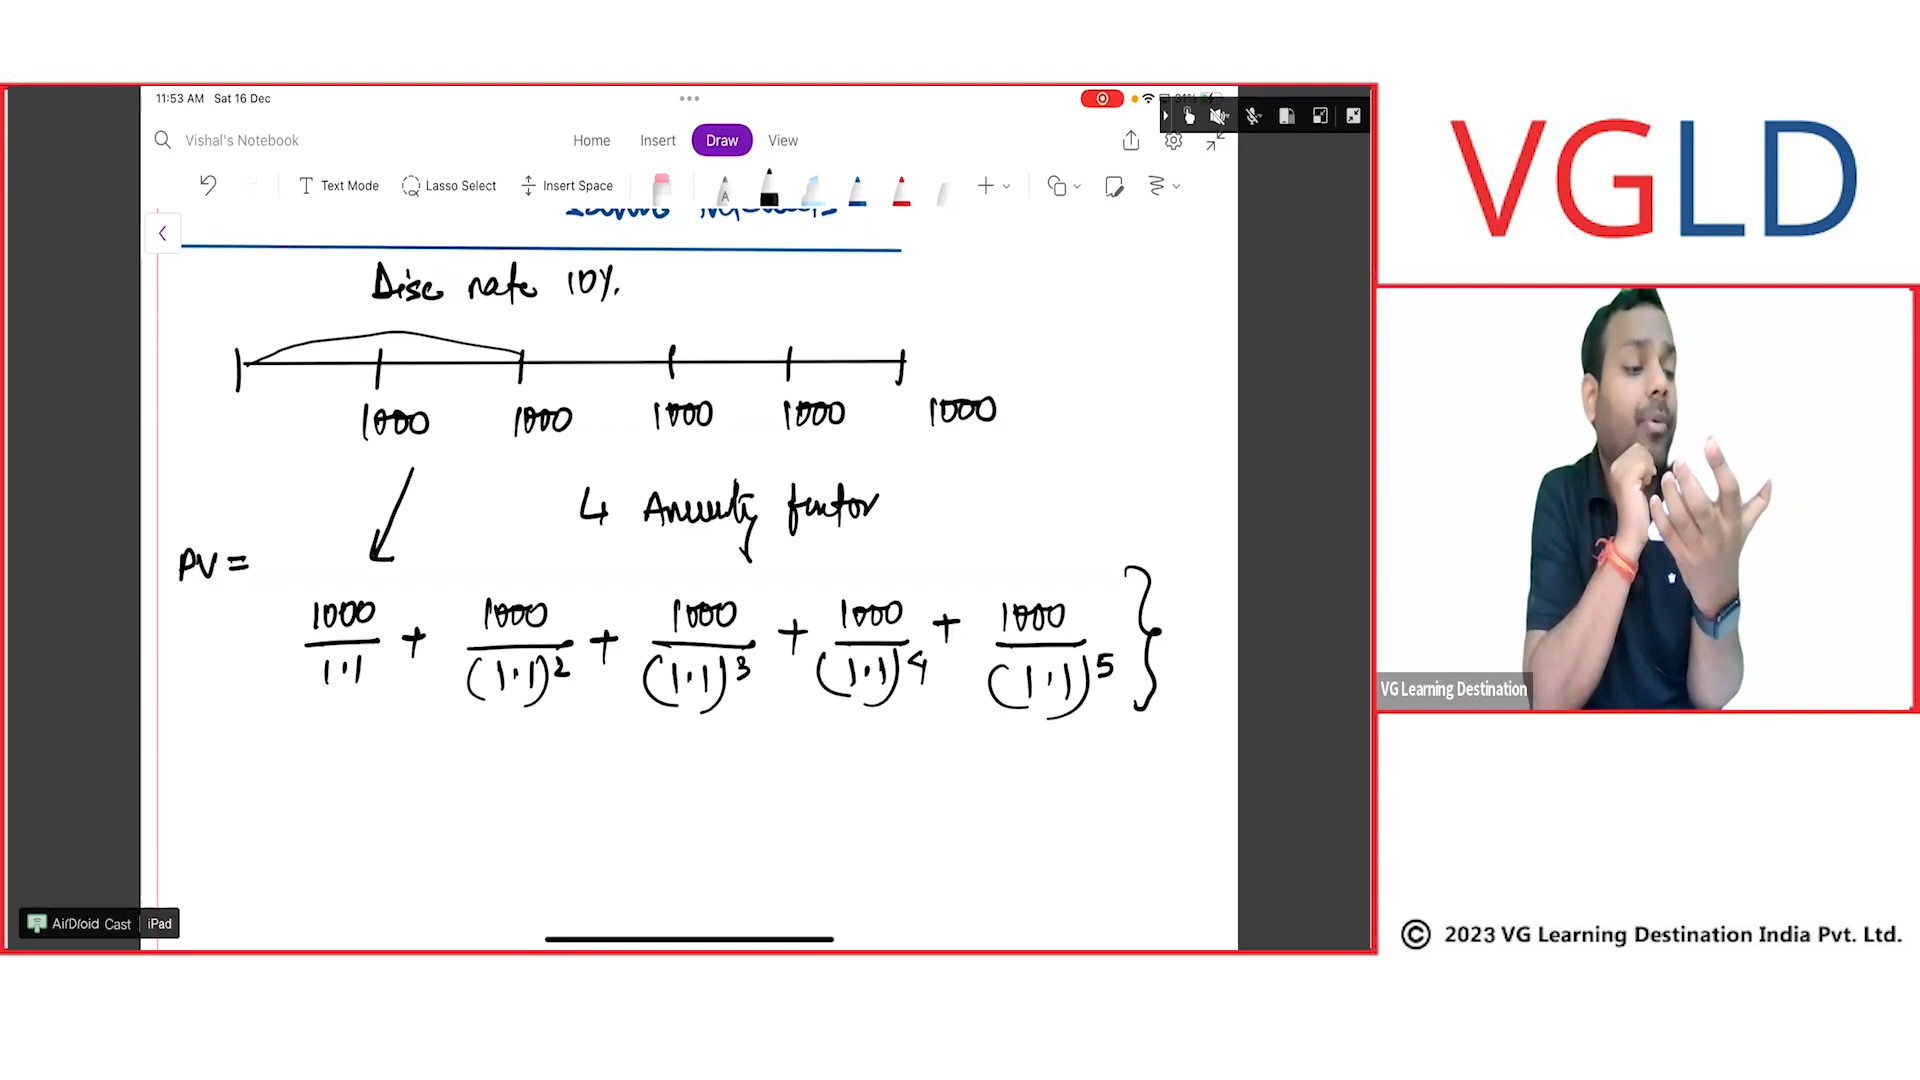 11:53 AM Sat 16 Dec
31%
Vishal's Notebook
Home Insert Draw View
Text Mode Lasso Select Insert Space
Disc rate 10%.
1000 1000 1000 1000 1000
↳ Annuity factor
PV =
1000/1.1 + 1000/(1.1)² + 1000/(1.1)³ + 1000/(1.1)⁴ + 1000/(1.1)⁵ }
AirDroid Cast iPad
VGLD
VG Learning Destination
© 2023 VG Learning Destination India Pvt. Ltd.